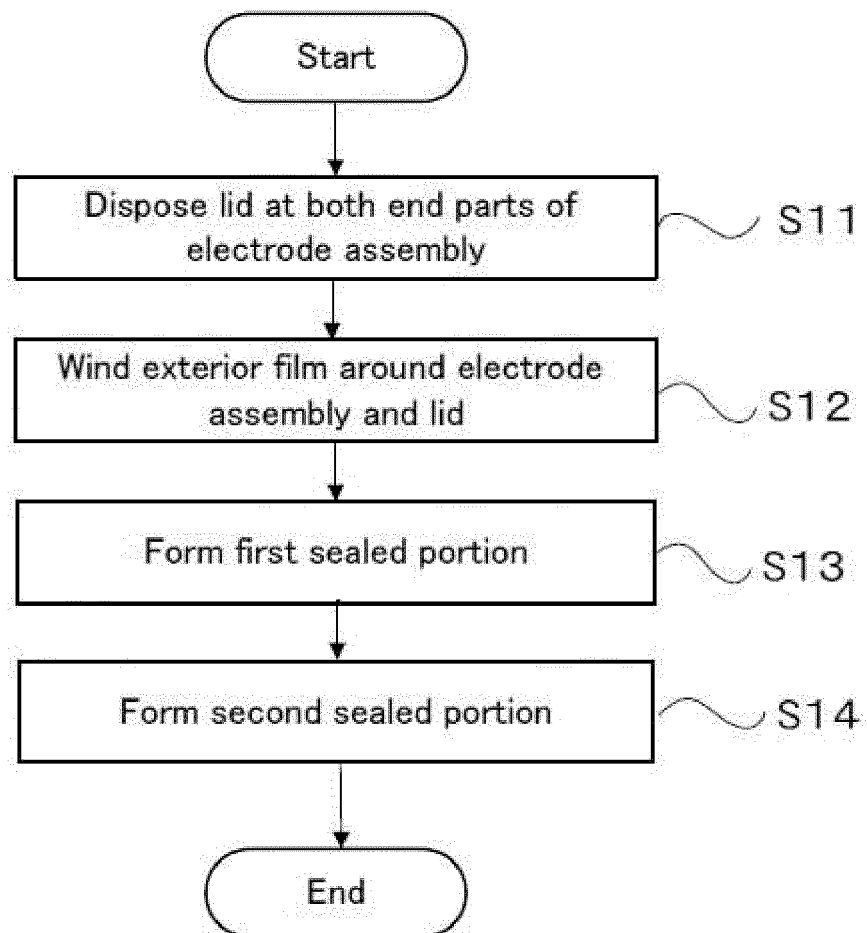 Start
Dispose lid at both end parts of
electrode assembly
S11
Wind exterior film around electrode
assembly and lid
S12
Form first sealed portion
S13
Form second sealed portion
S14
End